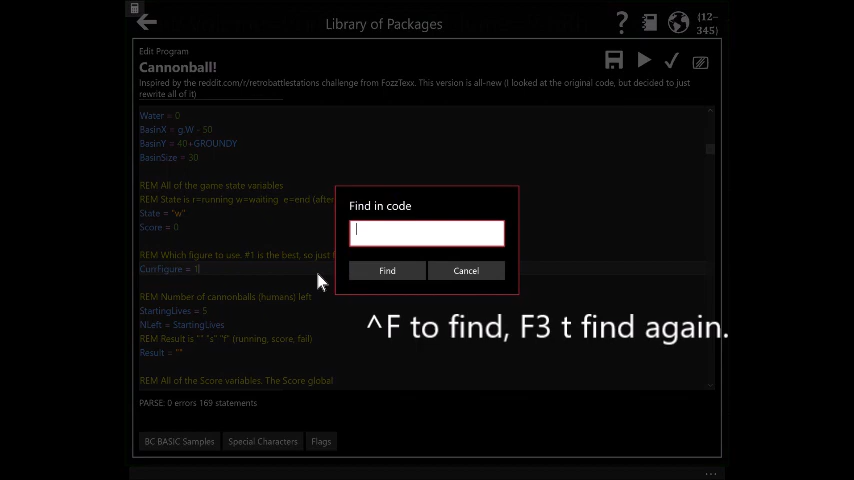 Library of Packages
?
(12-
345)
Edit Program
Cannonball!
Inspired by the reddit.com/r/retrobattlestations challenge from FozzTexx. This version is all-new (I looked at the original code, but decided to just
rewrite all of it)
Water = 0
BasinX = g.W - 50
BasinY = 40+GROUNDY
BasinSize = 30
REM All of the game state variables
REM State is r=running w=waiting e=end (after
State = "w"
Score = 0
REM Which figure to use. #1 is the best, so just f
CurrFigure = 1
REM Number of cannonballs (humans) left
StartingLives = 5
NLeft = StartingLives
REM Result is "" "s" "f" (running, score, fail)
Result = ""
REM All of the Score variables. The Score global
Find in code
Find
Cancel
^F to find, F3 t find again.
PARSE: 0 errors 169 statements
BC BASIC Samples
Special Characters
Flags
...